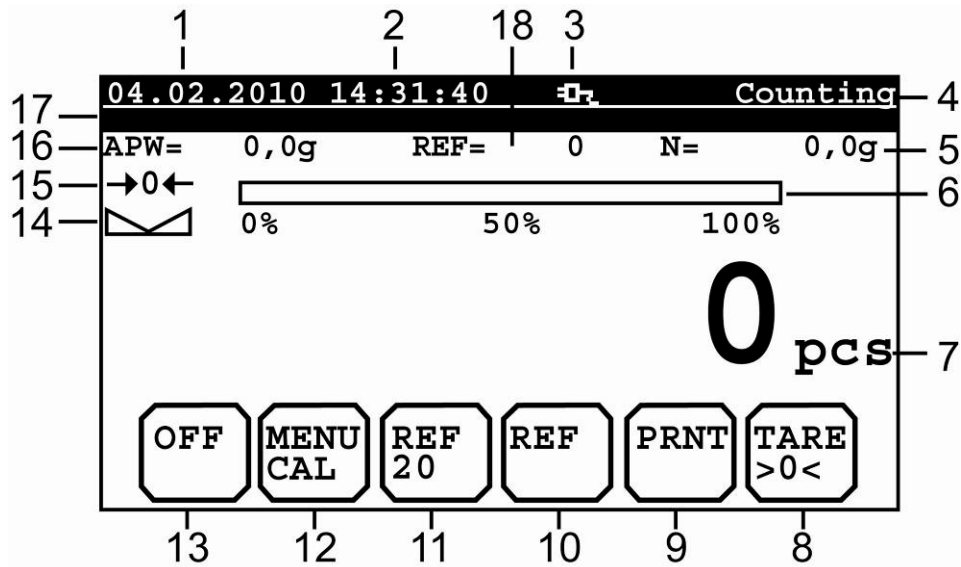 1 2 18 3
04.02.2010 14:31:40 Counting 4
17
16 APW= 0,0g REF= 0 N= 0,0g 5
15 →0← 6
14 0% 50% 100%
0 pcs 7
OFF MENU REF REF PRNT TARE
CAL 20 >0<
13 12 11 10 9 8